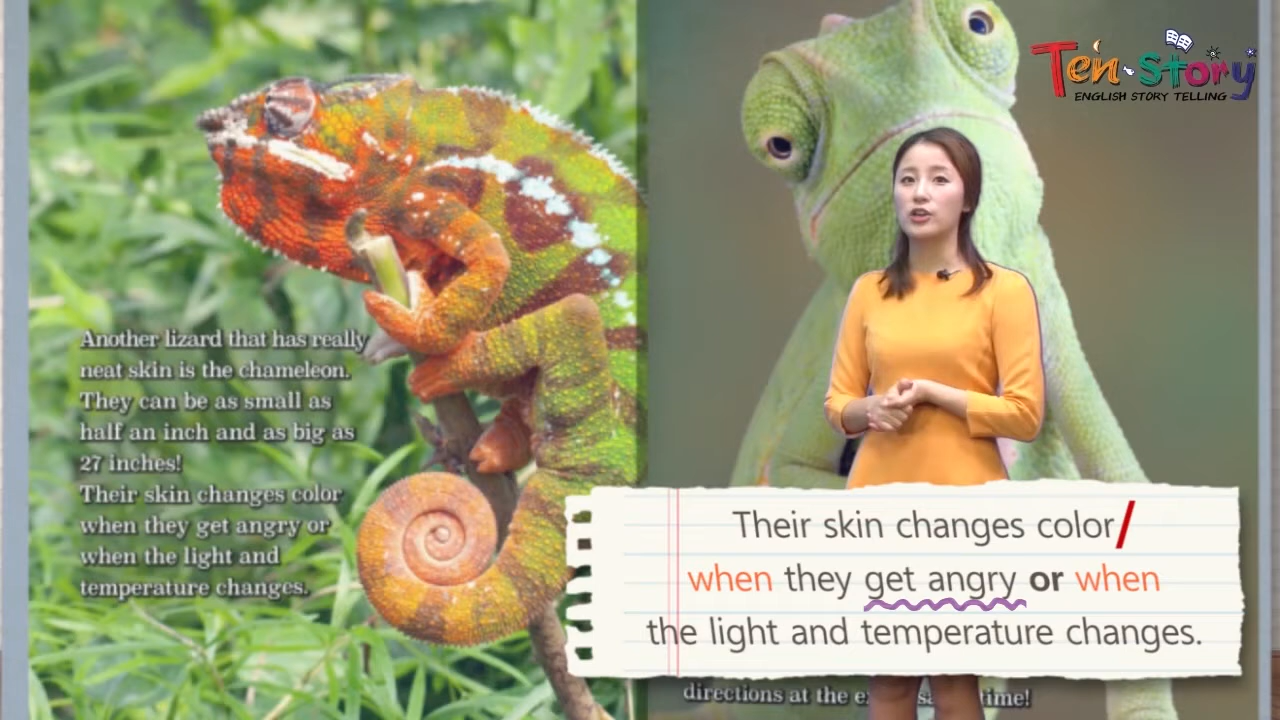 Ten Story
ENGLISH STORY TELLING
Another lizard that has really
neat skin is the chameleon.
They can be as small as
half an inch and as big as
27 inches!
Their skin changes color
when they get angry or
when the light and
temperature changes.
Their skin changes color/
when they get angry or when
the light and temperature changes.
directions at the time!